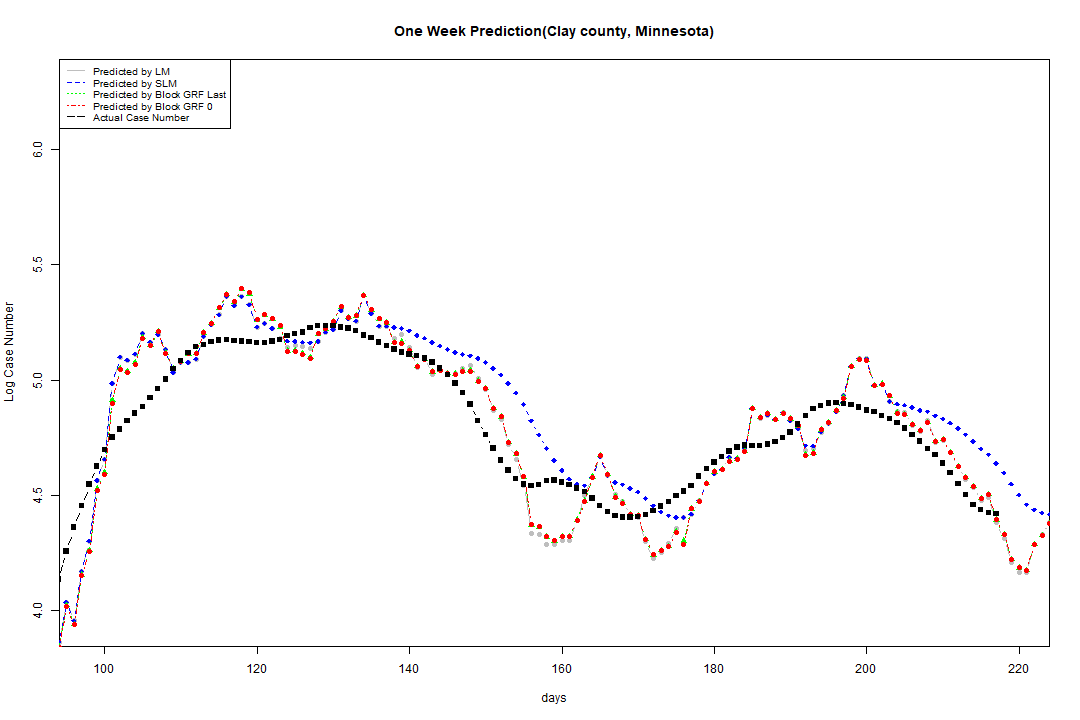 One Week Prediction(Clay county, Minnesota)
Predicted by LM
Predicted by SLM
Predicted by Block GRF Last
Predicted by Block GRF 0
Actual Case Number
6.0
5.5
5.0
4.5
4.0
Log Case Number
100 120 140 160 180 200 220
days